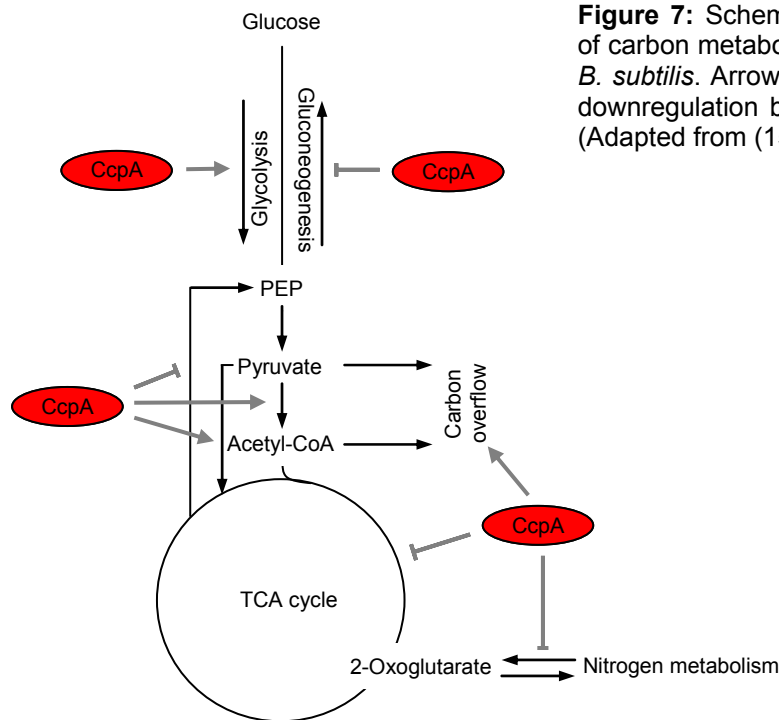 Glucose
Figure 7: Schem
of carbon metabo
B. subtilis. Arrow
downregulation b
(Adapted from (1
CcpA
Glycolysis
Gluconeogenesis
CcpA
PEP
Pyruvate
CcpA
Acetyl-CoA
Carbon
overflow
CcpA
TCA cycle
2-Oxoglutarate
Nitrogen metabolism